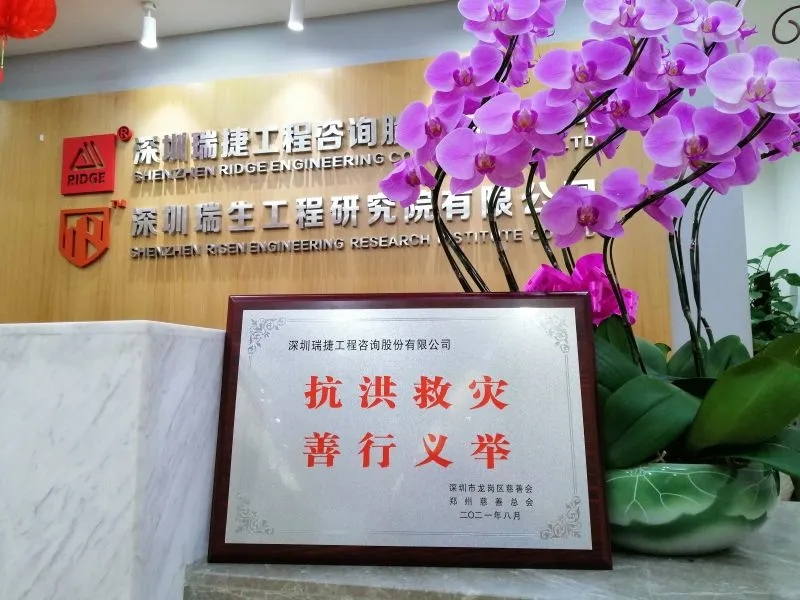 RIDGE
®
深圳瑞捷工程咨询股
SHENZHEN RIDGE ENGINEERING CO
LTD
TM
深圳瑞生工程研究院有限公司
SHENZHEN RISEN ENGINEERING RESEARCH INSTITUTE CO
深圳瑞捷工程咨询股份有限公司
抗洪救灾
善行义举
深圳市龙岗区慈善会
郑州慈善总会
二〇二一年八月